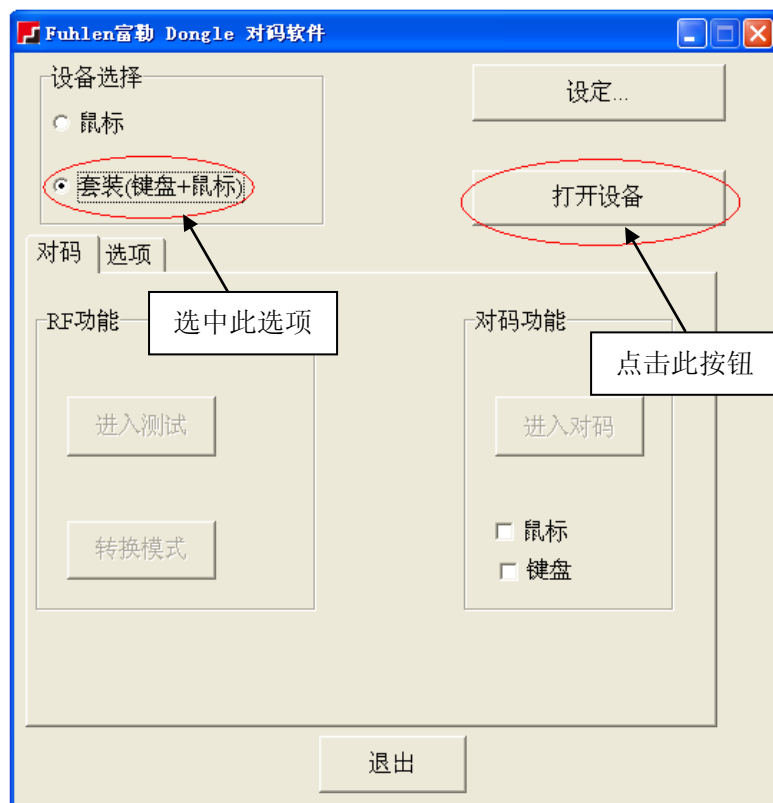 Fuhlen富勒 Dongle 对码软件
设备选择
鼠标
套装(键盘+鼠标)
设定...
打开设备
对码
选项
选中此选项
点击此按钮
RF功能
进入测试
转换模式
对码功能
进入对码
鼠标
键盘
退出